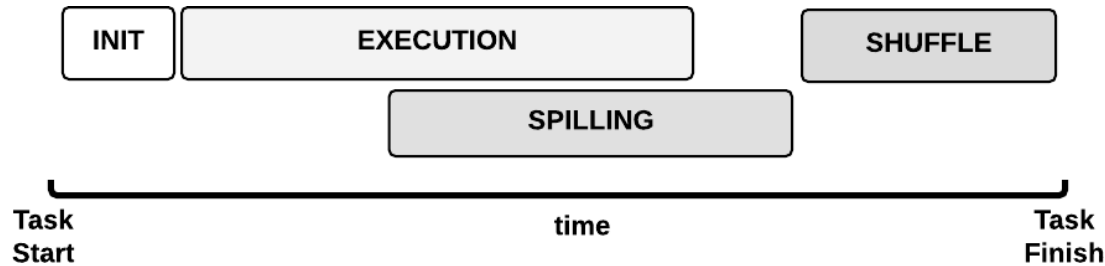 INIT
EXECUTION
SHUFFLE
SPILLING
Task
Start
time
Task
Finish